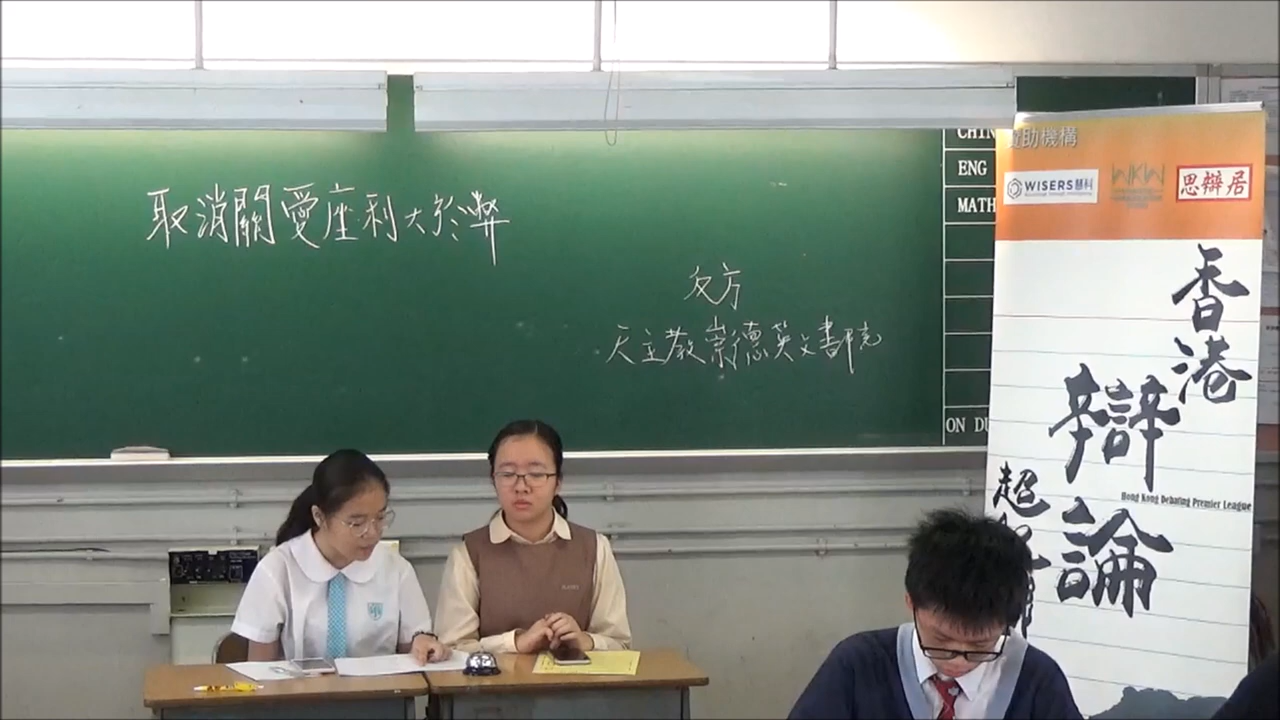 取消關愛座利大於弊
反方
天主教崇德英文書院
CHIN
ENG
MATH
ON DU
贊助機構
WISERS慧科
WKW
思辯居
香港
辯論
超
Hong Kong Debating Premier League